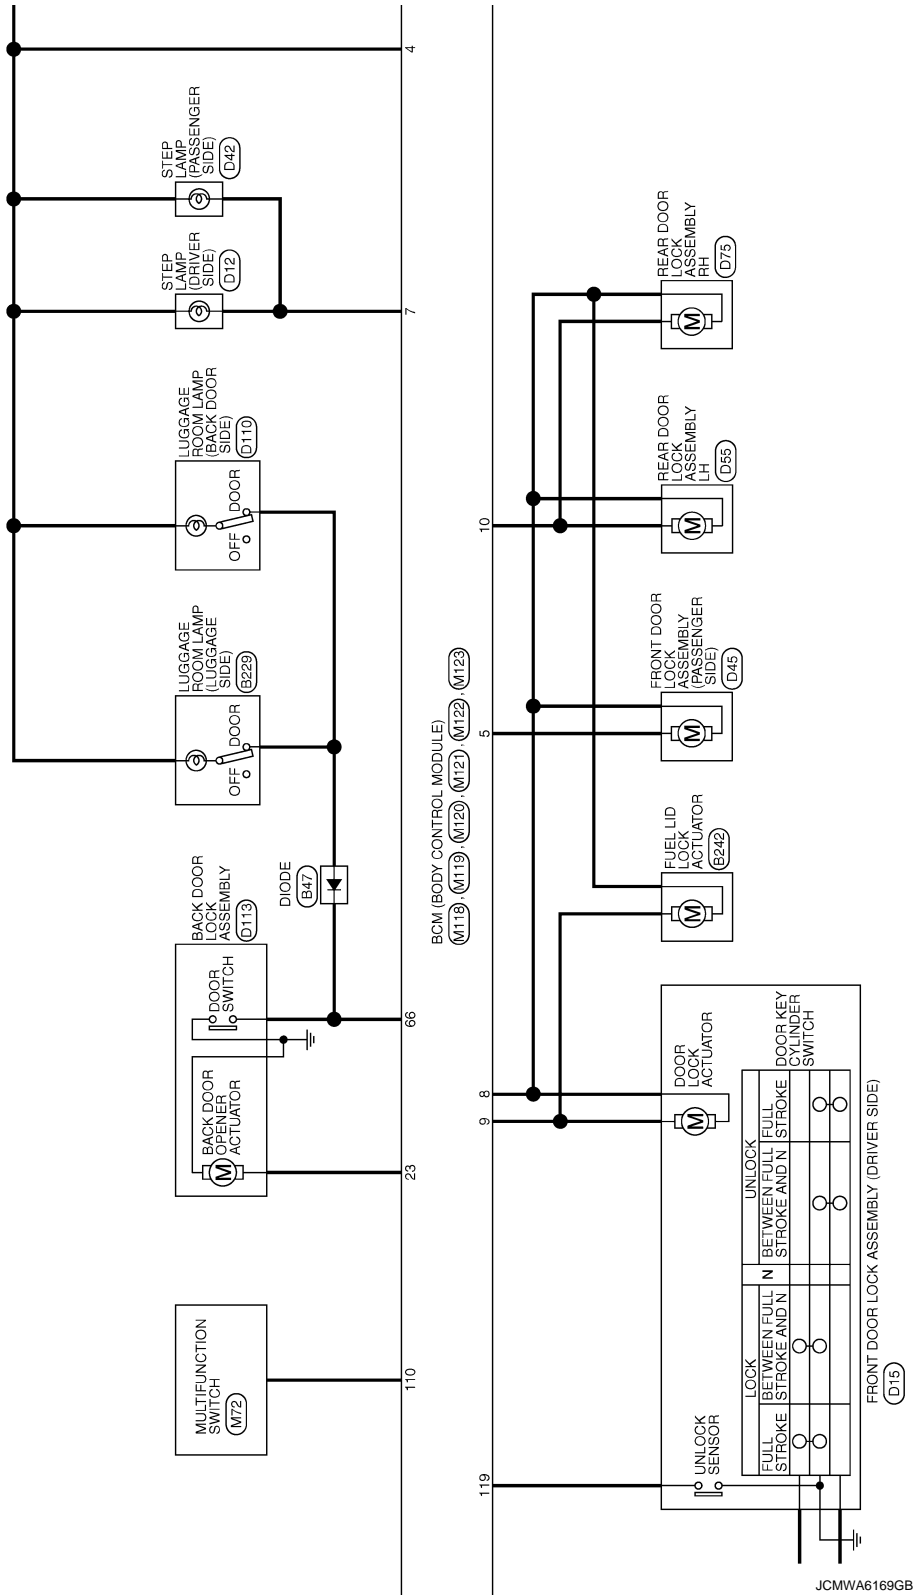 MULTIFUNCTION
SWITCH
M72
110
BACK DOOR
LOCK
ASSEMBLY
D113
BACK DOOR
OPENER
ACTUATOR
M
DOOR
SWITCH
23
66
DIODE
B47
LUGGAGE
ROOM LAMP
(LUGGAGE
SIDE)
B229
OFF
DOOR
LUGGAGE
ROOM LAMP
(BACK DOOR
SIDE)
D110
OFF
DOOR
STEP
LAMP
(DRIVER
SIDE)
D12
7
STEP
LAMP
(PASSENGER
SIDE)
D42
4
BCM (BODY CONTROL MODULE)
M118, M119, M120, M121, M122, M123
119
9
8
5
10
UNLOCK
SENSOR
DOOR
LOCK
ACTUATOR
M
LOCK
N
UNLOCK
FULL
STROKE
BETWEEN FULL
STROKE AND N
BETWEEN FULL
STROKE AND N
FULL
STROKE
DOOR KEY
CYLINDER
SWITCH
FRONT DOOR LOCK ASSEMBLY (DRIVER SIDE)
D15
FUEL LID
LOCK
ACTUATOR
B242
M
FRONT DOOR
LOCK
ASSEMBLY
(PASSENGER
SIDE)
D45
M
REAR DOOR
LOCK
ASSEMBLY
LH
D55
M
REAR DOOR
LOCK
ASSEMBLY
RH
D75
M
JCMWA6169GB